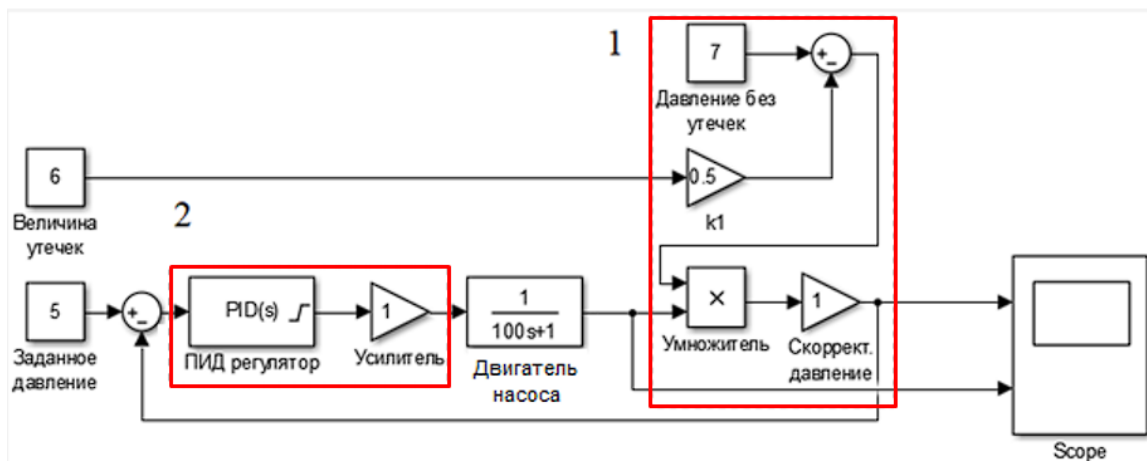 1
7
+
−
Давление без
утечек
6
0.5
Величина
утечек
2
k1
5
+
−
PID(s)
1
1
100s+1
×
1
Заданное
давление
ПИД регулятор
Усилитель
Двигатель
насоса
Умножитель
Скоррект.
давление
Scope